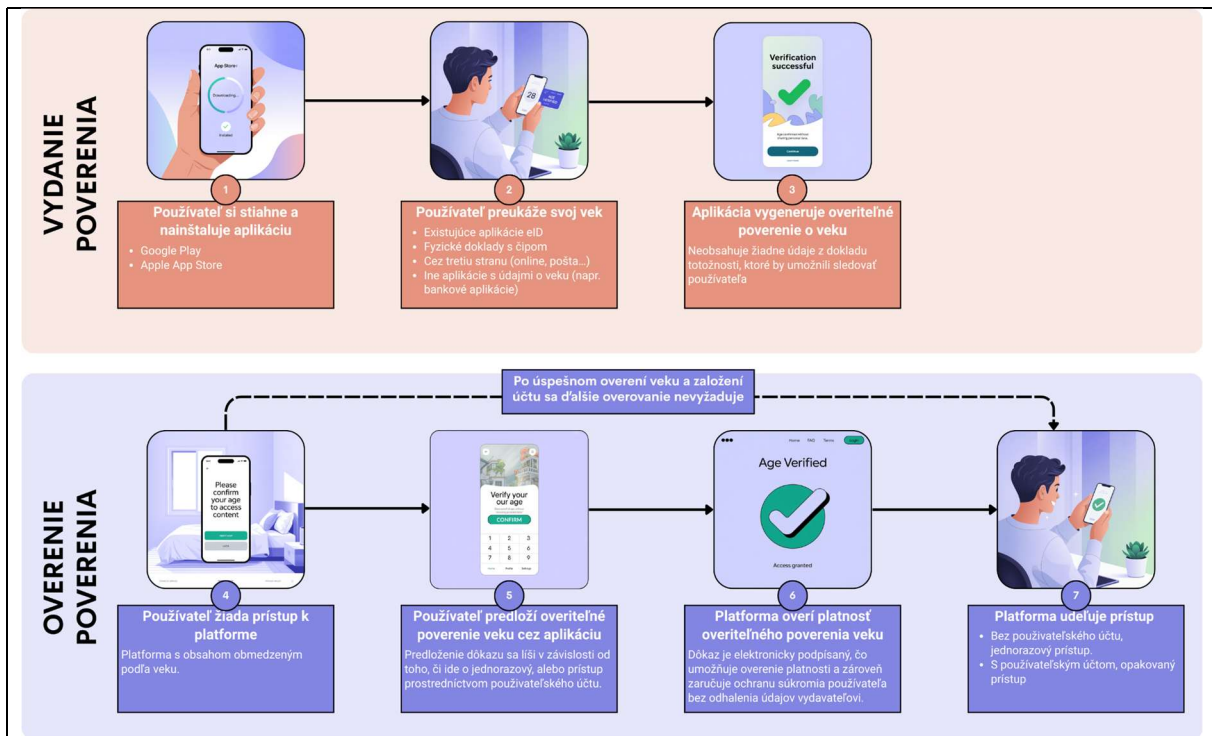 VYDANIE
POVERENIA
App Store
Downloading...
Installed
28
Verification
successful
Continue
1
2
3
Používateľ si stiahne a
nainštaluje aplikáciu
• Google Play
• Apple App Store
Používateľ preukáže svoj vek
• Existujúce aplikácie eID
• Fyzické doklady s čipom
• Cez tretiu stranu (online, pošta...)
• Ine aplikácie s údajmi o veku (napr.
bankové aplikácie)
Aplikácia vygeneruje overiteľné
poverenie o veku
Neobsahuje žiadne údaje z dokladu
totožnosti, ktoré by umožnili sledovať
používateľa
OVERENIE
POVERENIA
Po úspešnom overení veku a založení
účtu sa ďalšie overovanie nevyžaduje
Please
confirm
your age
to access
content
Verify your
our age
CONFIRM
1 2 3
4 5 6
7 8 9
Home FAQ Terms
Age Verified
Access granted
4
5
6
7
Používateľ žiada prístup k
platforme
Platforma s obsahom obmedzeným
podľa veku.
Používateľ predloží overiteľné
poverenie veku cez aplikáciu
Predloženie dôkazu sa líši v závislosti od
toho, či ide o jednorazový, alebo prístup
prostredníctvom použivateľského účtu.
Platforma overí platnosť
overiteľného poverenia veku
Dôkaz je elektronicky podpísaný, čo
umožňuje overenie platnosti a zároveň
zaručuje ochranu súkromia používateľa
bez odhalenia údajov vydavateľovi.
Platforma udeľuje prístup
• Bez použivateľského účtu,
jednorazový prístup.
• S používateľským účtom, opakovaný
prístup